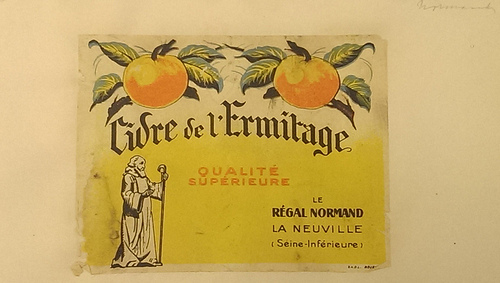 Cidre de l'Ermitage
QUALITÉ
SUPÉRIEURE
LE
RÉGAL NORMAND
LA NEUVILLE
(Seine-Inférieure)